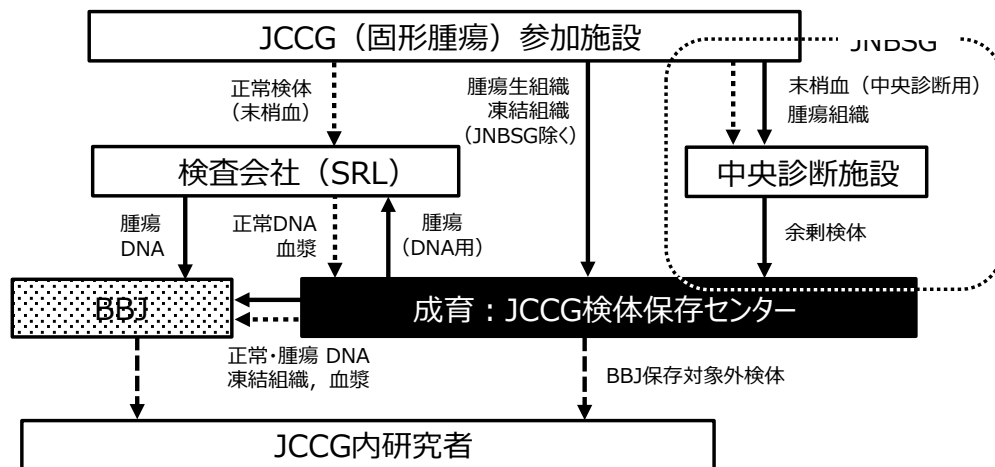 JCCG（固形腫瘍）参加施設
JNBSG
正常検体
（末梢血）
腫瘍生組織
凍結組織
（JNBSG除く）
末梢血（中央診断用）
腫瘍組織
検査会社（SRL）
中央診断施設
腫瘍
DNA
正常DNA
血漿
腫瘍
（DNA用）
余剰検体
BBJ
成育：JCCG検体保存センター
正常・腫瘍 DNA
凍結組織，血漿
BBJ保存対象外検体
JCCG内研究者